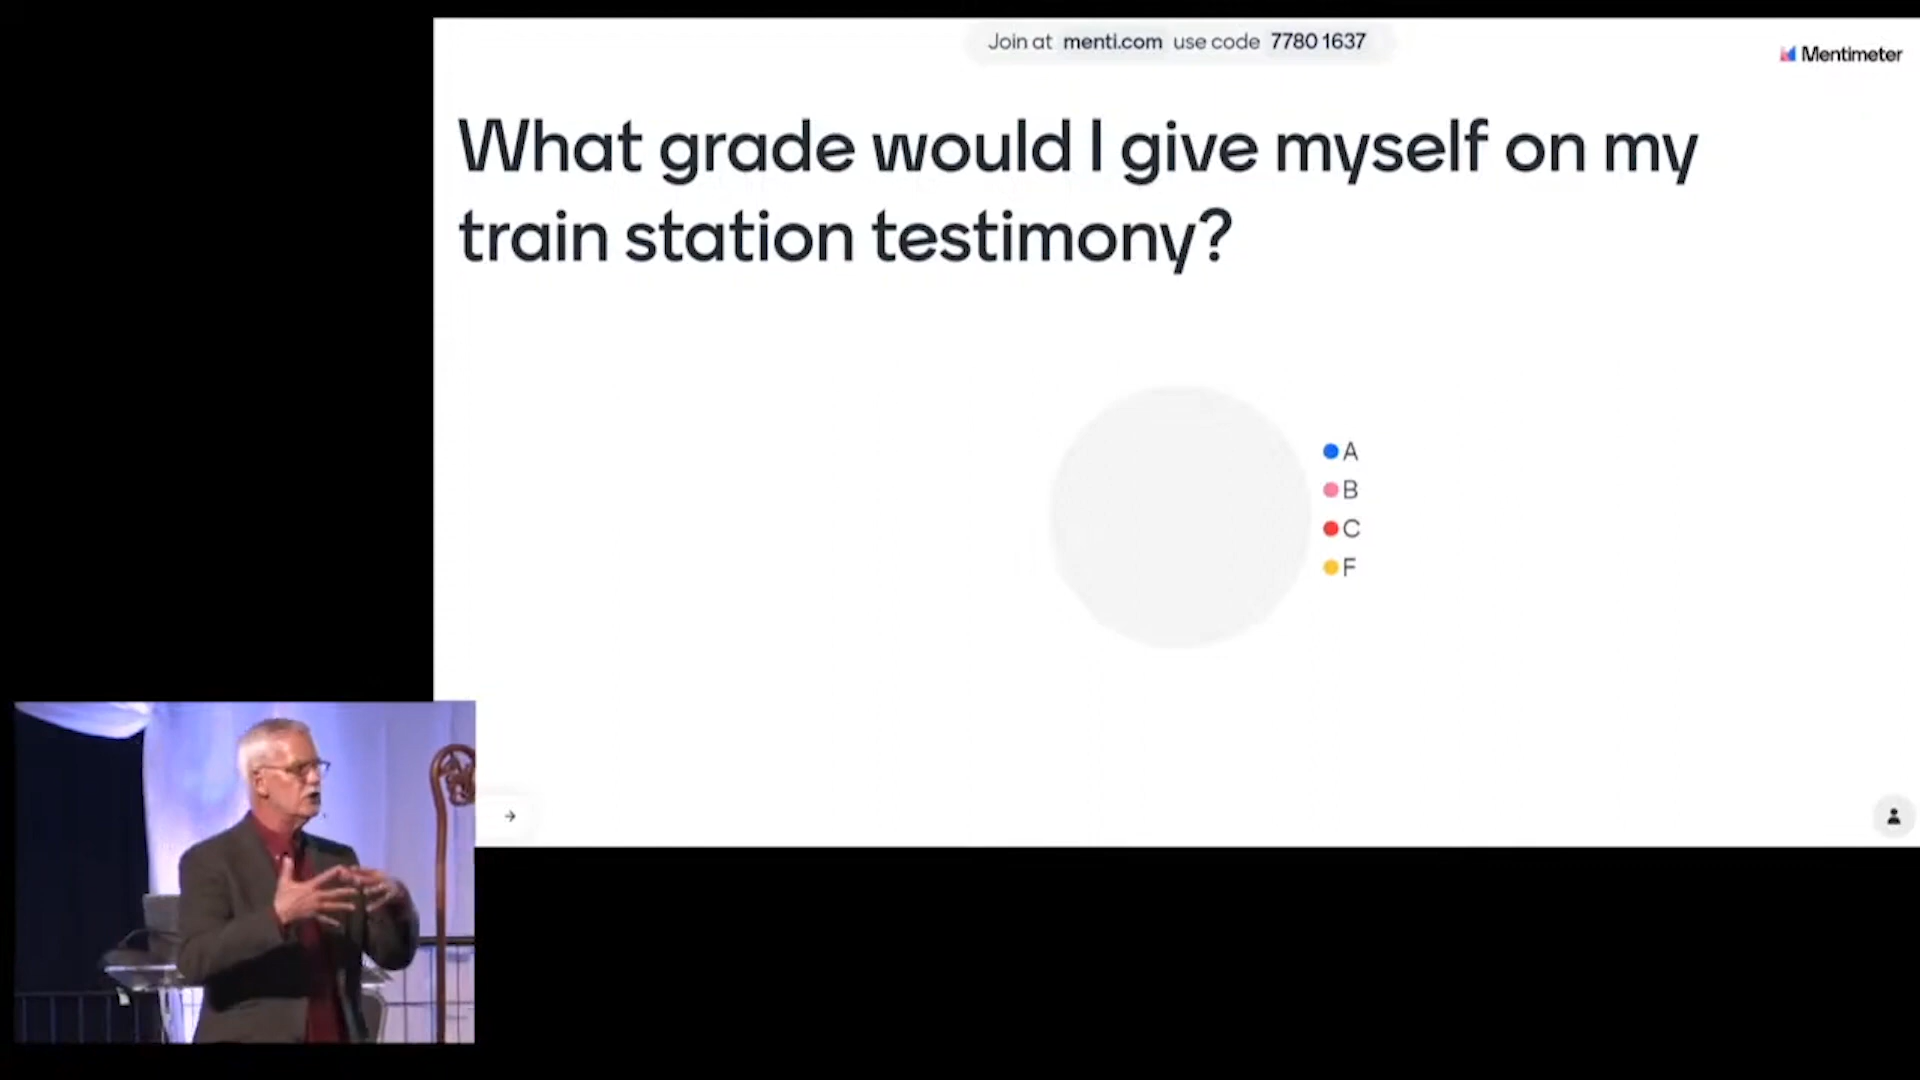 Join at menti.com use code 7780 1637
Mentimeter
What grade would I give myself on my
train station testimony?
A
B
C
F